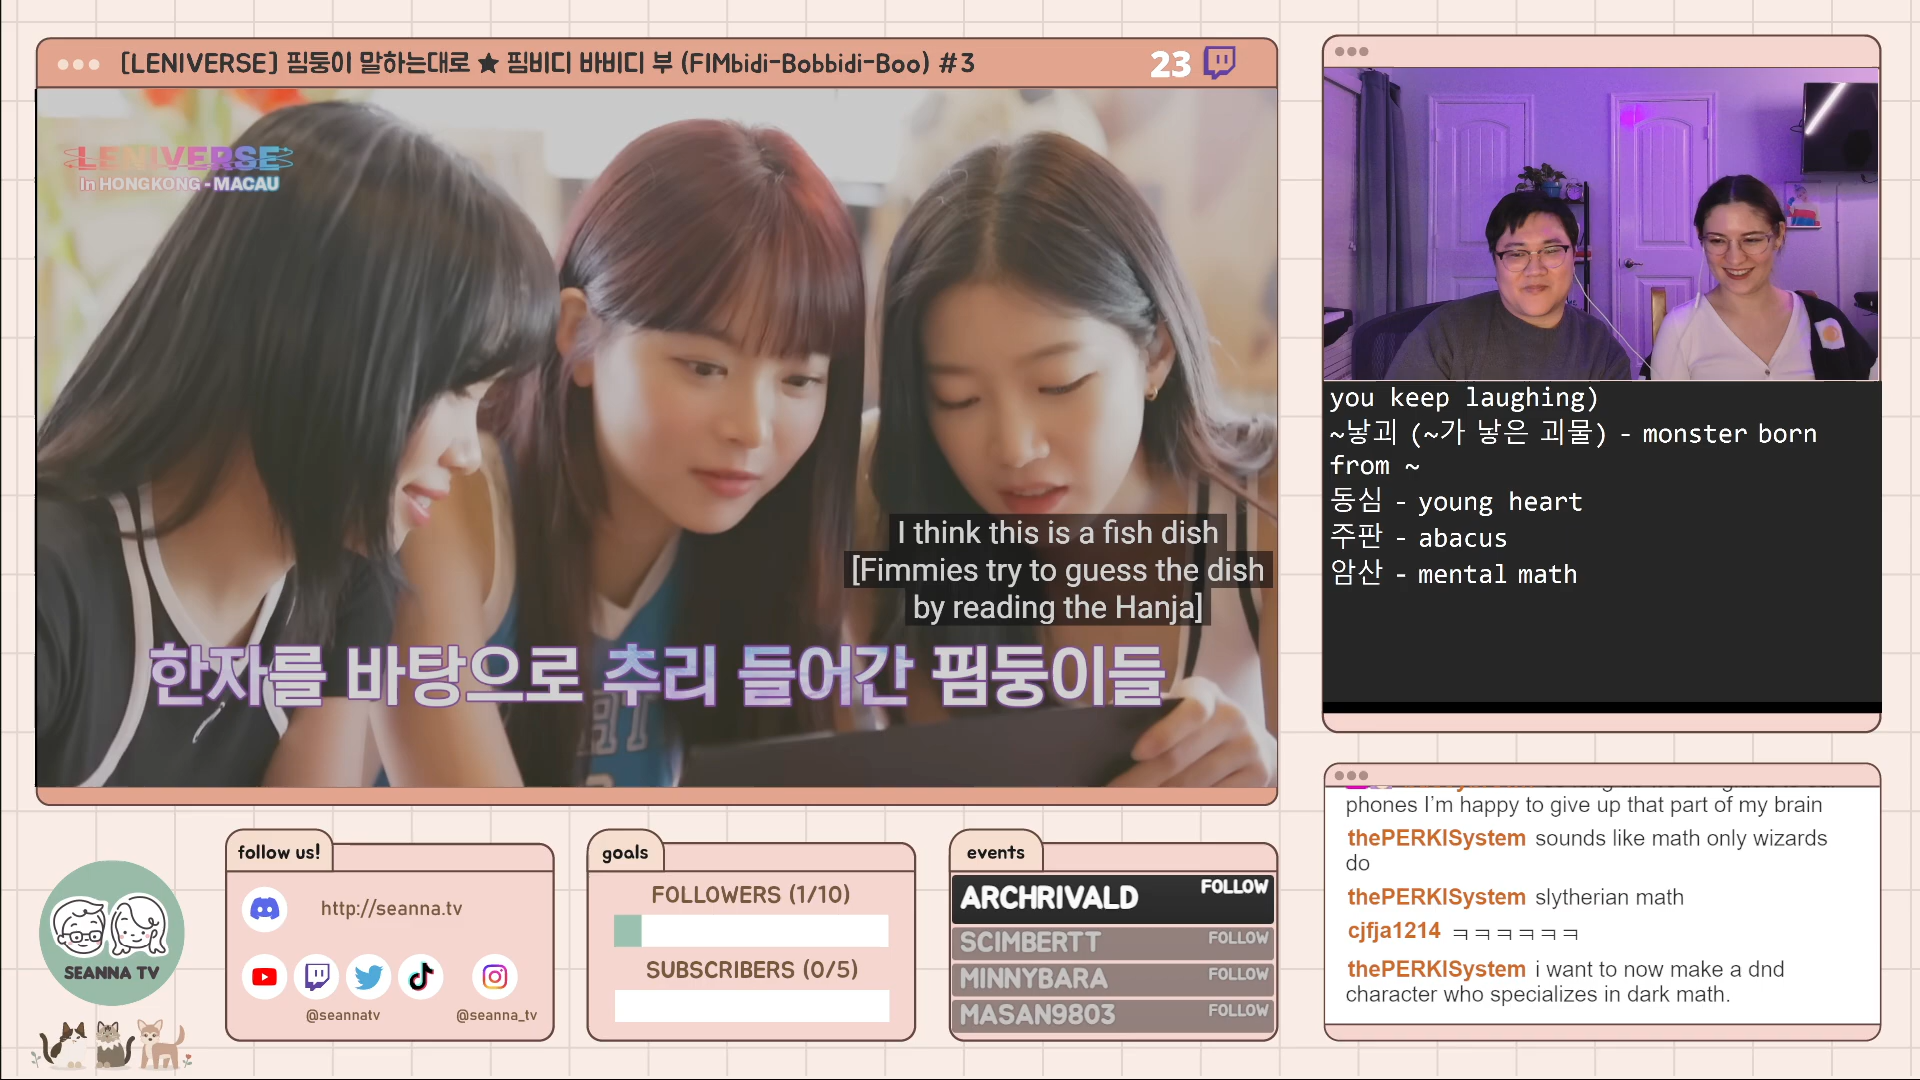 [LENIVERSE] 핌둥이 말하는대로 ★ 핌비디 바비디 부 (FIMbidi-Bobbidi-Boo) #3
23
LENIVERSE
In HONGKONG - MACAU
I think this is a fish dish
[Fimmies try to guess the dish
by reading the Hanja]
한자를 바탕으로 추리 들어간 핌둥이들
you keep laughing)
~낳괴 (~가 낳은 괴물) - monster born
from ~
동심 - young heart
주판 - abacus
암산 - mental math
phones I'm happy to give up that part of my brain
thePERKISystem sounds like math only wizards
do
thePERKISystem slytherian math
cjfja1214 ㅋㅋㅋㅋㅋㅋ
thePERKISystem i want to now make a dnd
character who specializes in dark math.
SEANNA TV
follow us!
http://seanna.tv
@seannatv
@seanna_tv
goals
FOLLOWERS (1/10)
SUBSCRIBERS (0/5)
events
ARCHRIVALD FOLLOW
SCIMBERTT FOLLOW
MINNYBARA FOLLOW
MASAN9803 FOLLOW